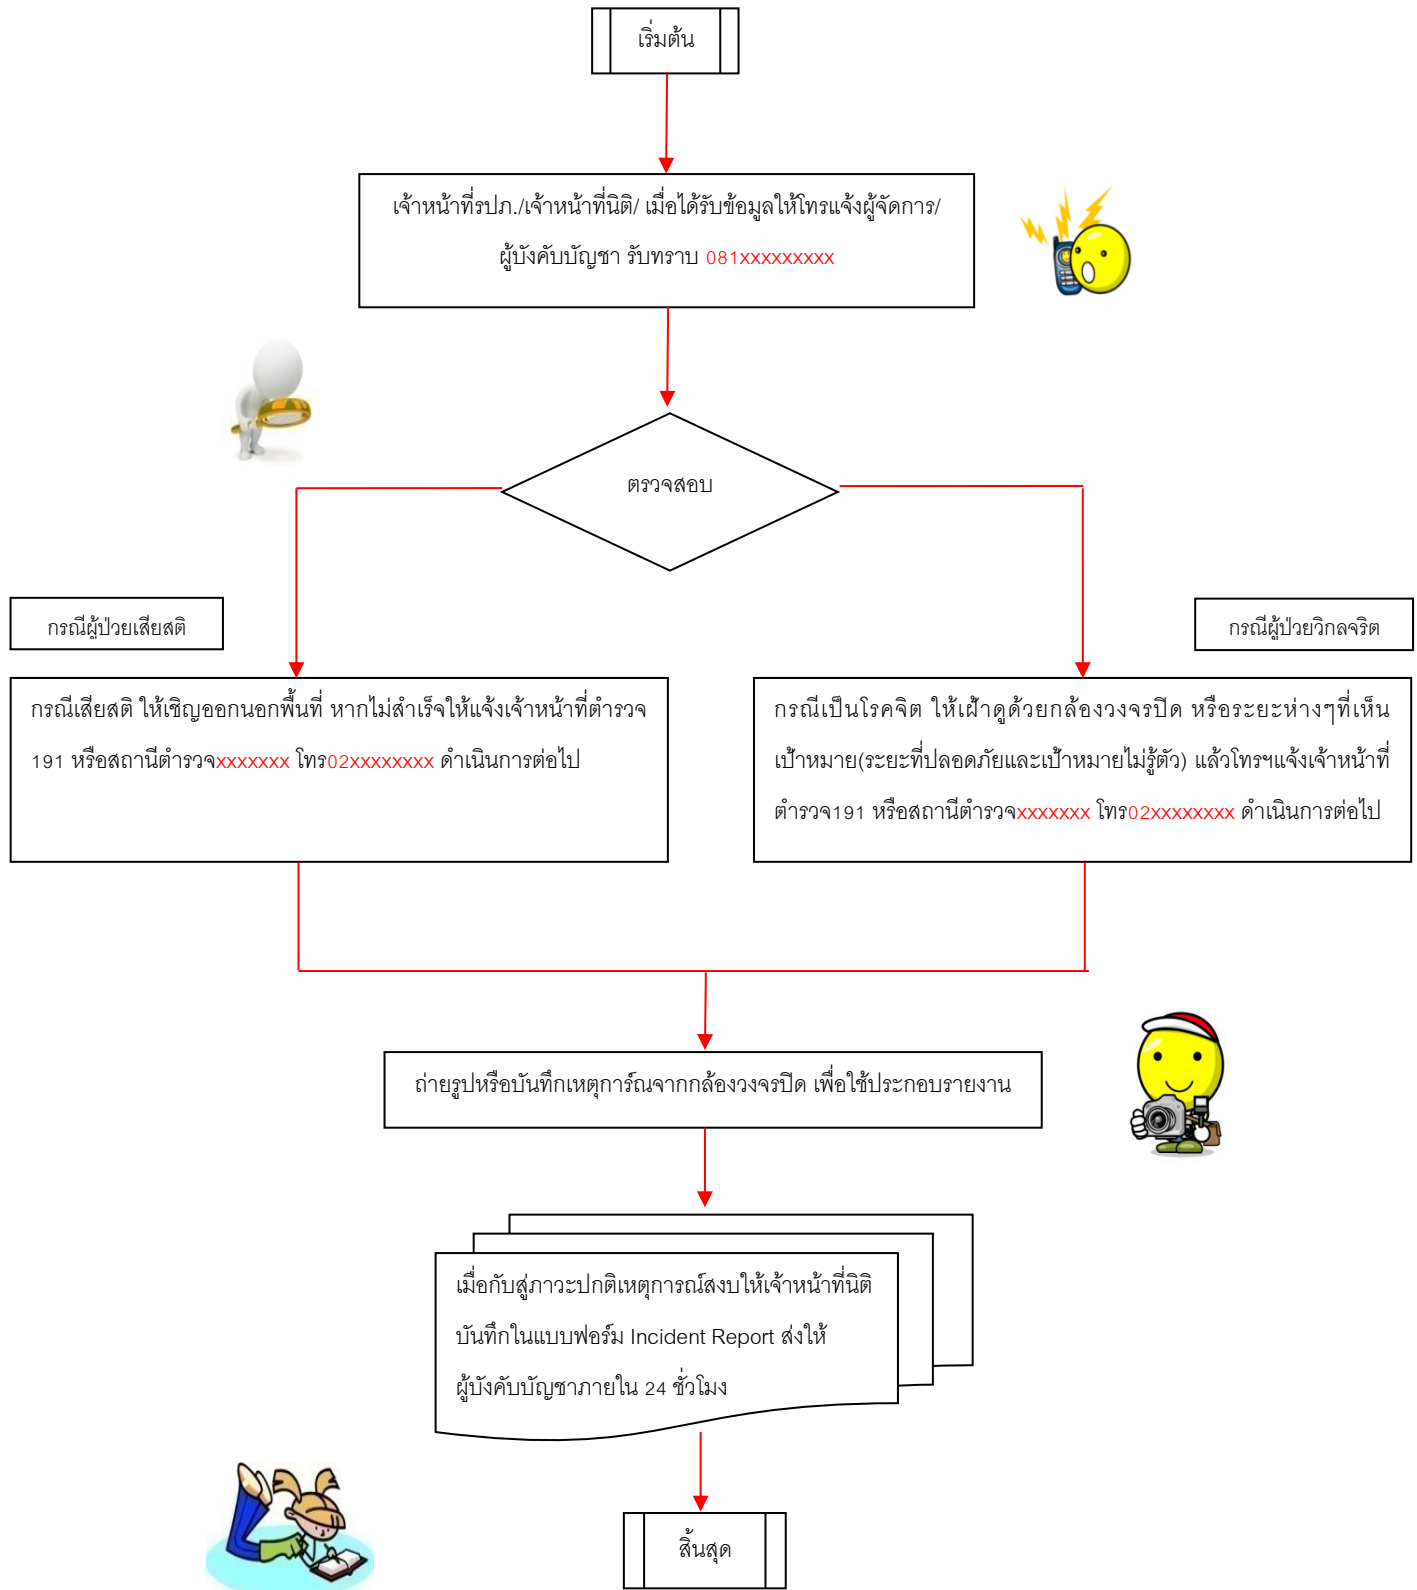 เริ่มต้น
เจ้าหน้าที่รปภ./เจ้าหน้าที่นิติ/ เมื่อได้รับข้อมูลให้โทรแจ้งผู้จัดการ/
ผู้บังคับบัญชา รับทราบ 081xxxxxxxxx
ตรวจสอบ
กรณีผู้ป่วยเสียสติ
กรณีผู้ป่วยวิกลจริต
กรณีเสียสติ ให้เชิญออกนอกพื้นที่ หากไม่สำเร็จให้แจ้งเจ้าหน้าที่ตำรวจ
191 หรือสถานีตำรวจxxxxxxx โทร02xxxxxxxx ดำเนินการต่อไป
กรณีเป็นโรคจิต ให้เฝ้าดูด้วยกล้องวงจรปิด หรือระยะห่างๆที่เห็น
เป้าหมาย(ระยะที่ปลอดภัยและเป้าหมายไม่รู้ตัว) แล้วโทรฯแจ้งเจ้าหน้าที่
ตำรวจ191 หรือสถานีตำรวจxxxxxxx โทร02xxxxxxxx ดำเนินการต่อไป
ถ่ายรูปหรือบันทึกเหตุการ์ณจากกล้องวงจรปิด เพื่อใช้ประกอบรายงาน
เมื่อกับสู่ภาวะปกติเหตุการณ์สงบให้เจ้าหน้าที่นิติ
บันทึกในแบบฟอร์ม Incident Report ส่งให้
ผู้บังคับบัญชาภายใน 24 ชั่วโมง
สิ้นสุด